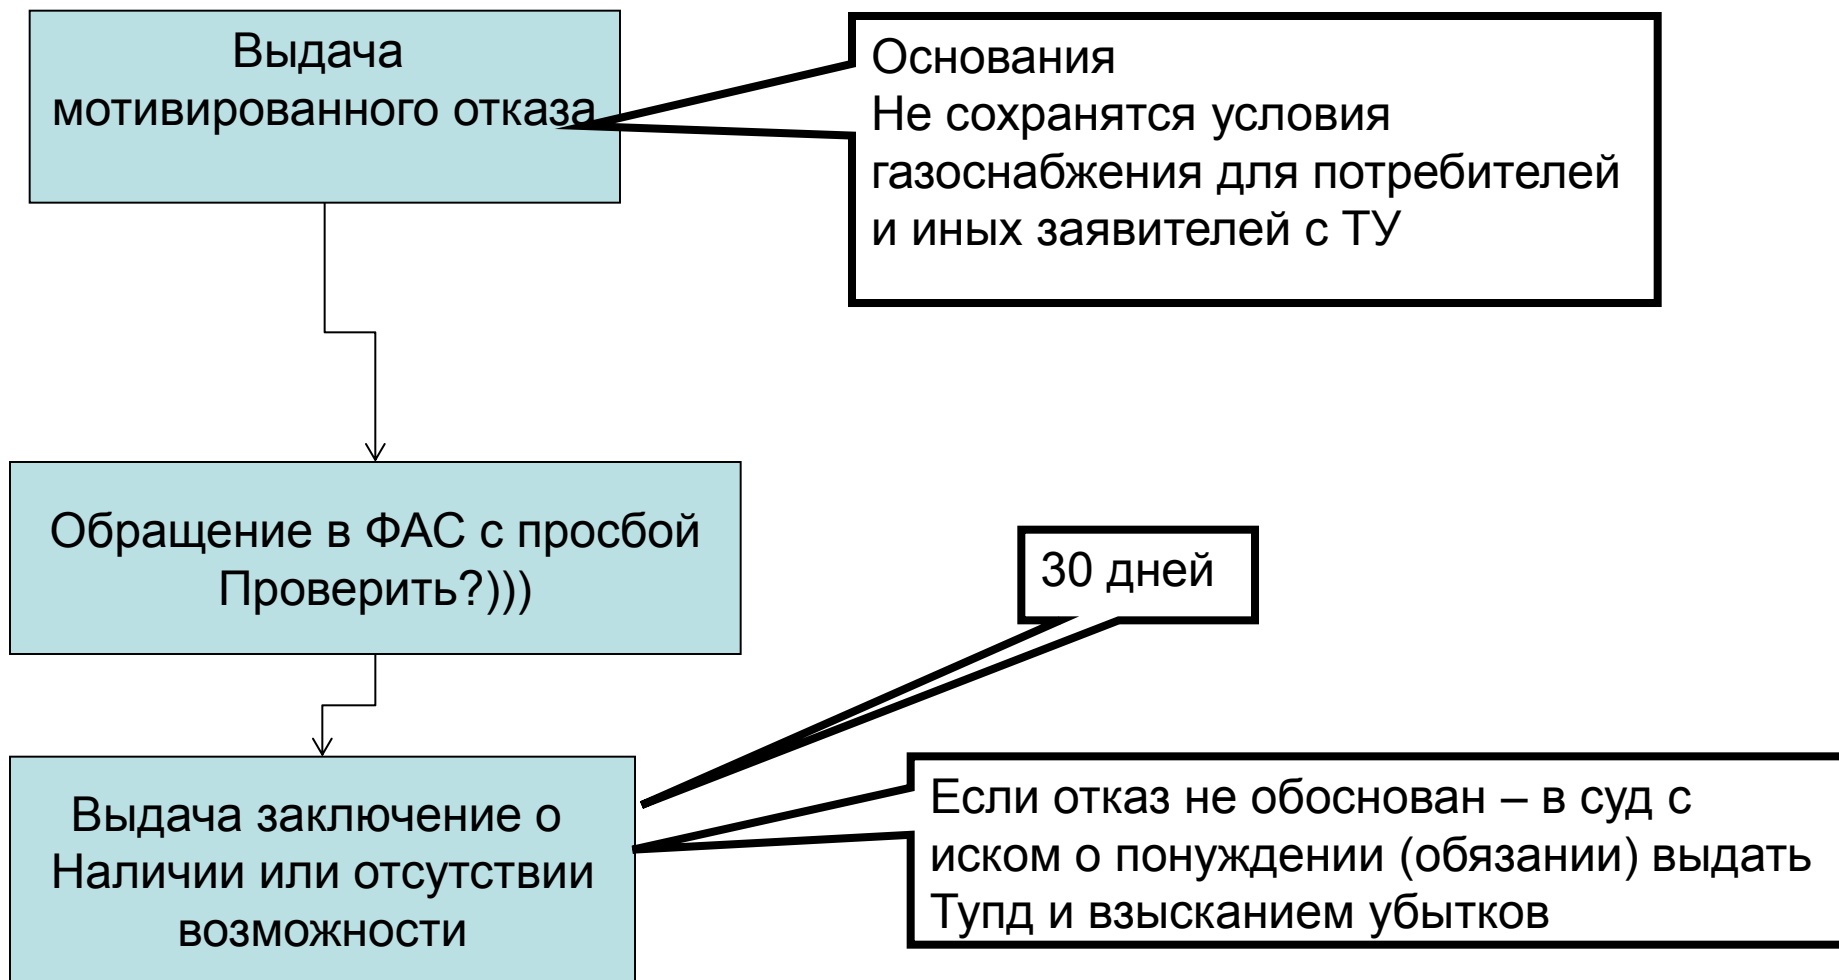 Выдача
мотивированного отказа
Основания
Не сохранятся условия
газоснабжения для потребителей
и иных заявителей с ТУ
Обращение в ФАС с просбой
Проверить?)))
30 дней
Выдача заключение о
Наличии или отсутствии
возможности
Если отказ не обоснован – в суд с
иском о понуждении (обязании) выдать
Тупд и взысканием убытков